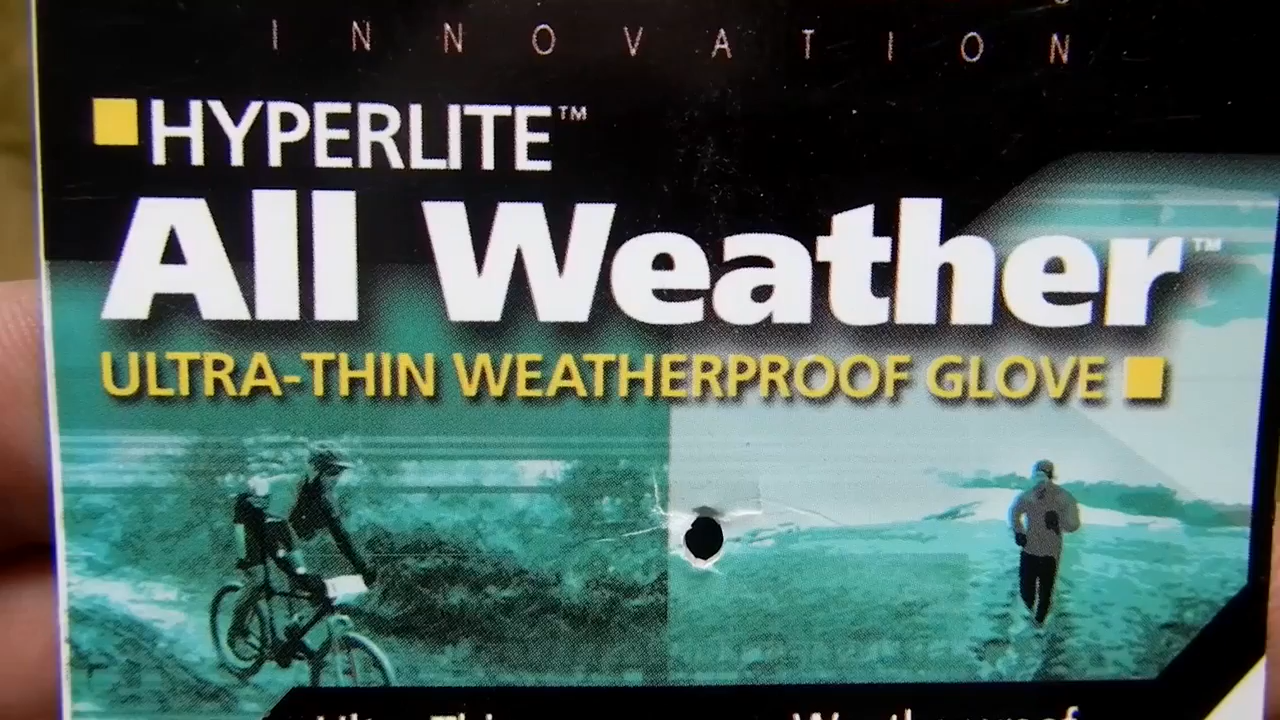 INNOVATION
HYPERLITE™
All Weather™
ULTRA-THIN WEATHERPROOF GLOVE